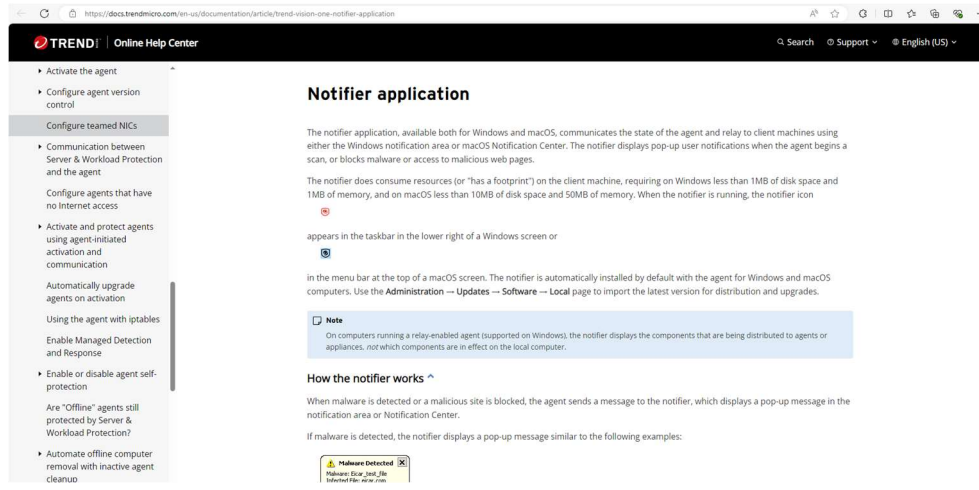 https://docs.trendmicro.com/en-us/documentation/article/trend-vision-one-notifier-application
TREND | Online Help Center
Search Support English (US)
Activate the agent
Configure agent version
control
Configure teamed NICs
Communication between
Server & Workload Protection
and the agent
Configure agents that have
no Internet access
Activate and protect agents
using agent-initiated
activation and
communication
Automatically upgrade
agents on activation
Using the agent with iptables
Enable Managed Detection
and Response
Enable or disable agent self-
protection
Are "Offline" agents still
protected by Server &
Workload Protection?
Automate offline computer
removal with inactive agent
cleanup
Notifier application
The notifier application, available both for Windows and macOS, communicates the state of the agent and relay to client machines using
either the Windows notification area or macOS Notification Center. The notifier displays pop-up user notifications when the agent begins a
scan, or blocks malware or access to malicious web pages.
The notifier does consume resources (or "has a footprint") on the client machine, requiring on Windows less than 1MB of disk space and
1MB of memory, and on macOS less than 10MB of disk space and 50MB of memory. When the notifier is running, the notifier icon
appears in the taskbar in the lower right of a Windows screen or
in the menu bar at the top of a macOS screen. The notifier is automatically installed by default with the agent for Windows and macOS
computers. Use the Administration → Updates → Software → Local page to import the latest version for distribution and upgrades.
Note
On computers running a relay-enabled agent (supported on Windows), the notifier displays the components that are being distributed to agents or
appliances, not which components are in effect on the local computer.
How the notifier works
When malware is detected or a malicious site is blocked, the agent sends a message to the notifier, which displays a pop-up message in the
notification area or Notification Center.
If malware is detected, the notifier displays a pop-up message similar to the following examples:
Malware Detected
Malware: Eicar_test_file
Infected File: eicar.com